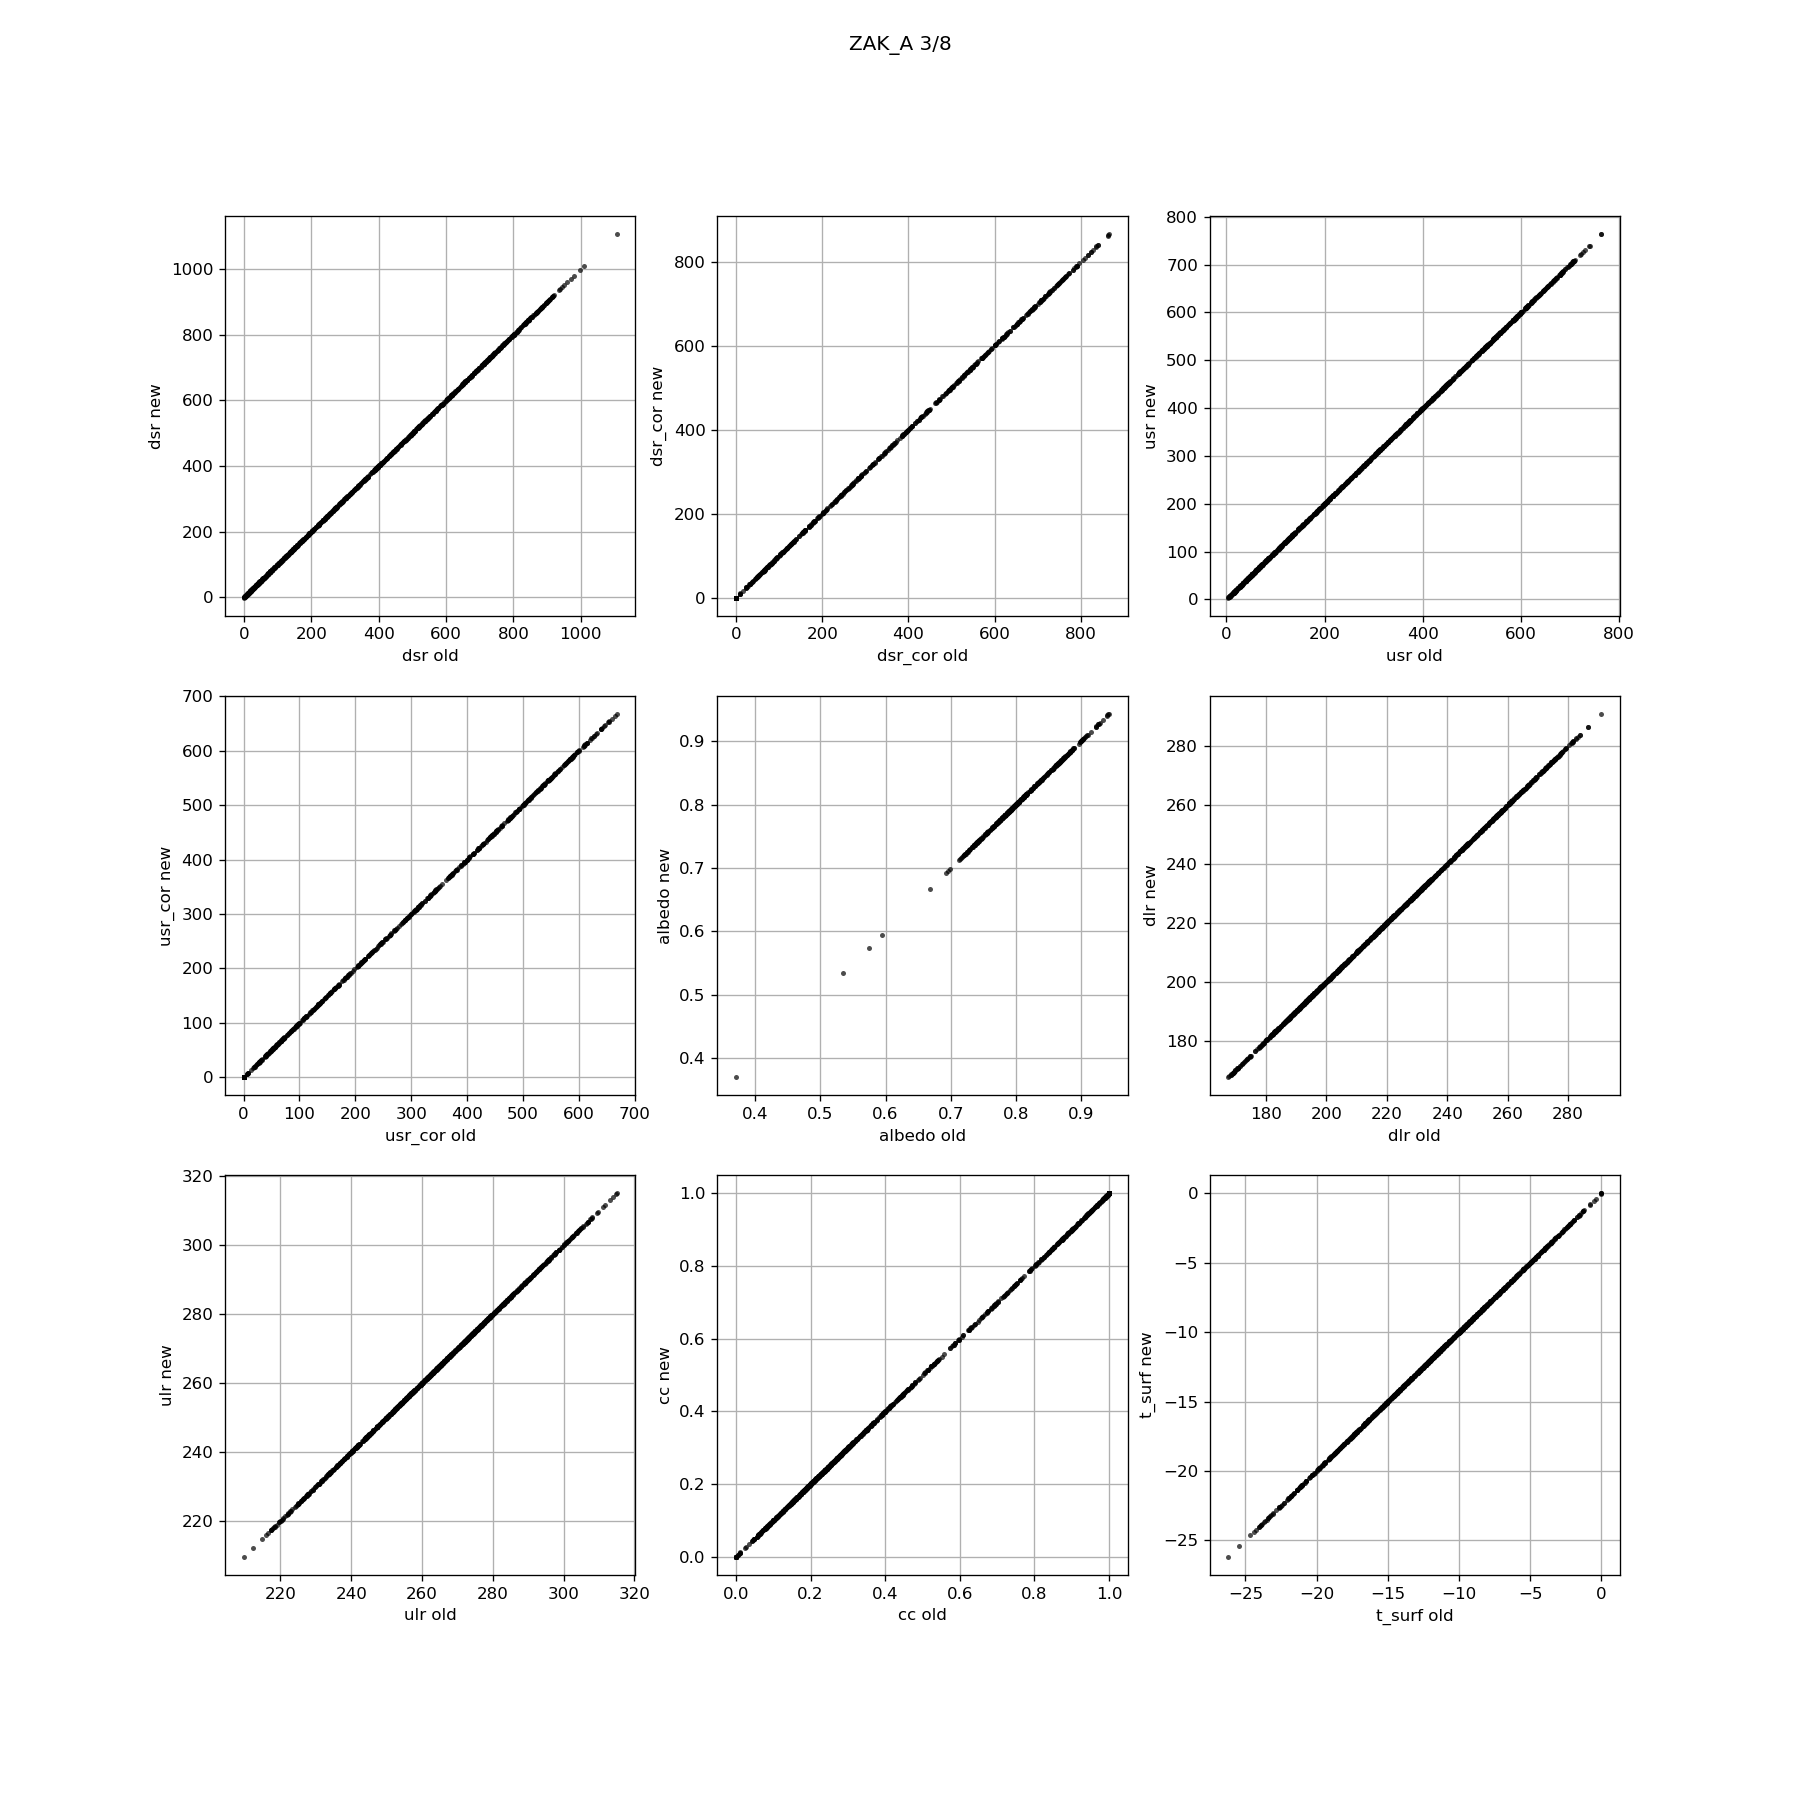 ZAK_A 3/8
1000
800
600
400
200
0
dsr new
0 200 400 600 800 1000
dsr old
800
600
400
200
0
dsr_cor new
0 200 400 600 800
dsr_cor old
800
700
600
500
400
300
200
100
0
usr new
0 200 400 600 800
usr old
700
600
500
400
300
200
100
0
usr_cor new
0 100 200 300 400 500 600 700
usr_cor old
0.9
0.8
0.7
0.6
0.5
0.4
albedo new
0.4 0.5 0.6 0.7 0.8 0.9
albedo old
280
260
240
220
200
180
dlr new
180 200 220 240 260 280
dlr old
320
300
280
260
240
220
ulr new
220 240 260 280 300 320
ulr old
1.0
0.8
0.6
0.4
0.2
0.0
cc new
0.0 0.2 0.4 0.6 0.8 1.0
cc old
0
−5
−10
−15
−20
−25
t_surf new
−25 −20 −15 −10 −5 0
t_surf old